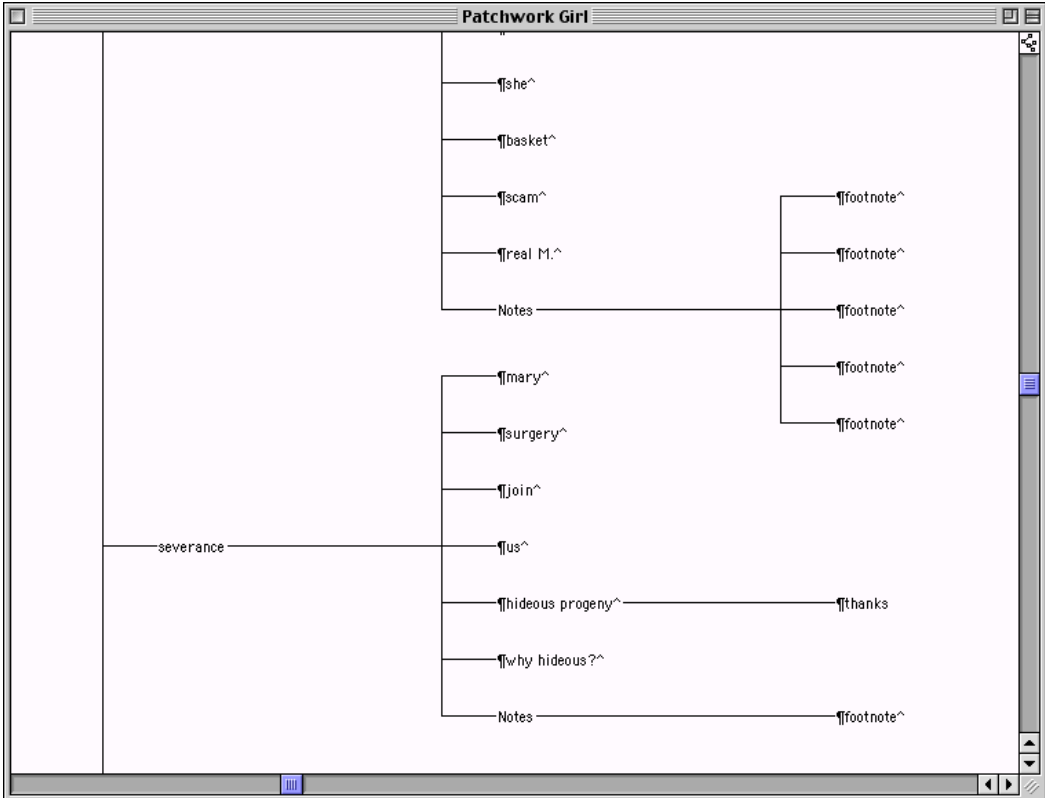 Patchwork Girl
¶she^
¶basket^
¶scam^
¶footnote^
¶real M.^
¶footnote^
Notes
¶footnote^
¶mary^
¶footnote^
¶surgery^
¶footnote^
¶join^
severance
¶us^
¶hideous progeny^
¶thanks
¶why hideous?^
Notes
¶footnote^